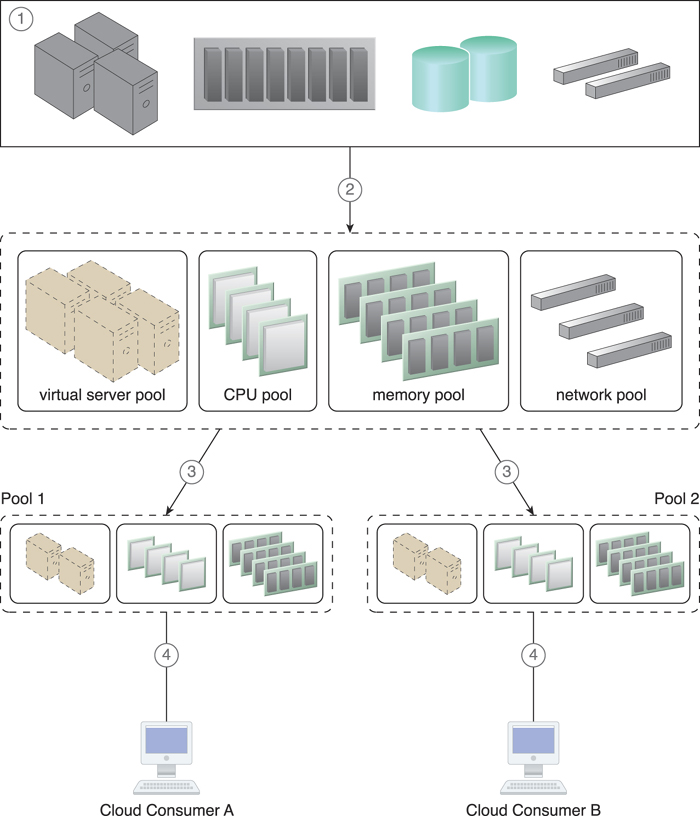 1
2
virtual server pool
CPU pool
memory pool
network pool
3
3
Pool 1
Pool 2
4
4
Cloud Consumer A
Cloud Consumer B